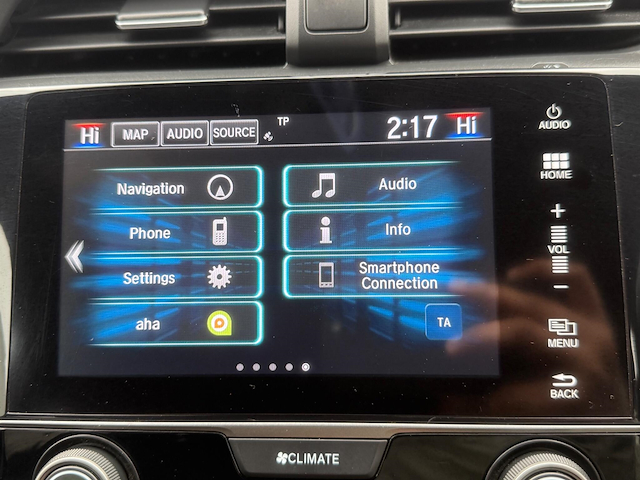 Hi MAP AUDIO SOURCE TP 2:17 Hi
Navigation
Phone
Settings
aha
Audio
Info
Smartphone
Connection
TA
AUDIO
HOME
+
VOL
−
MENU
BACK
CLIMATE